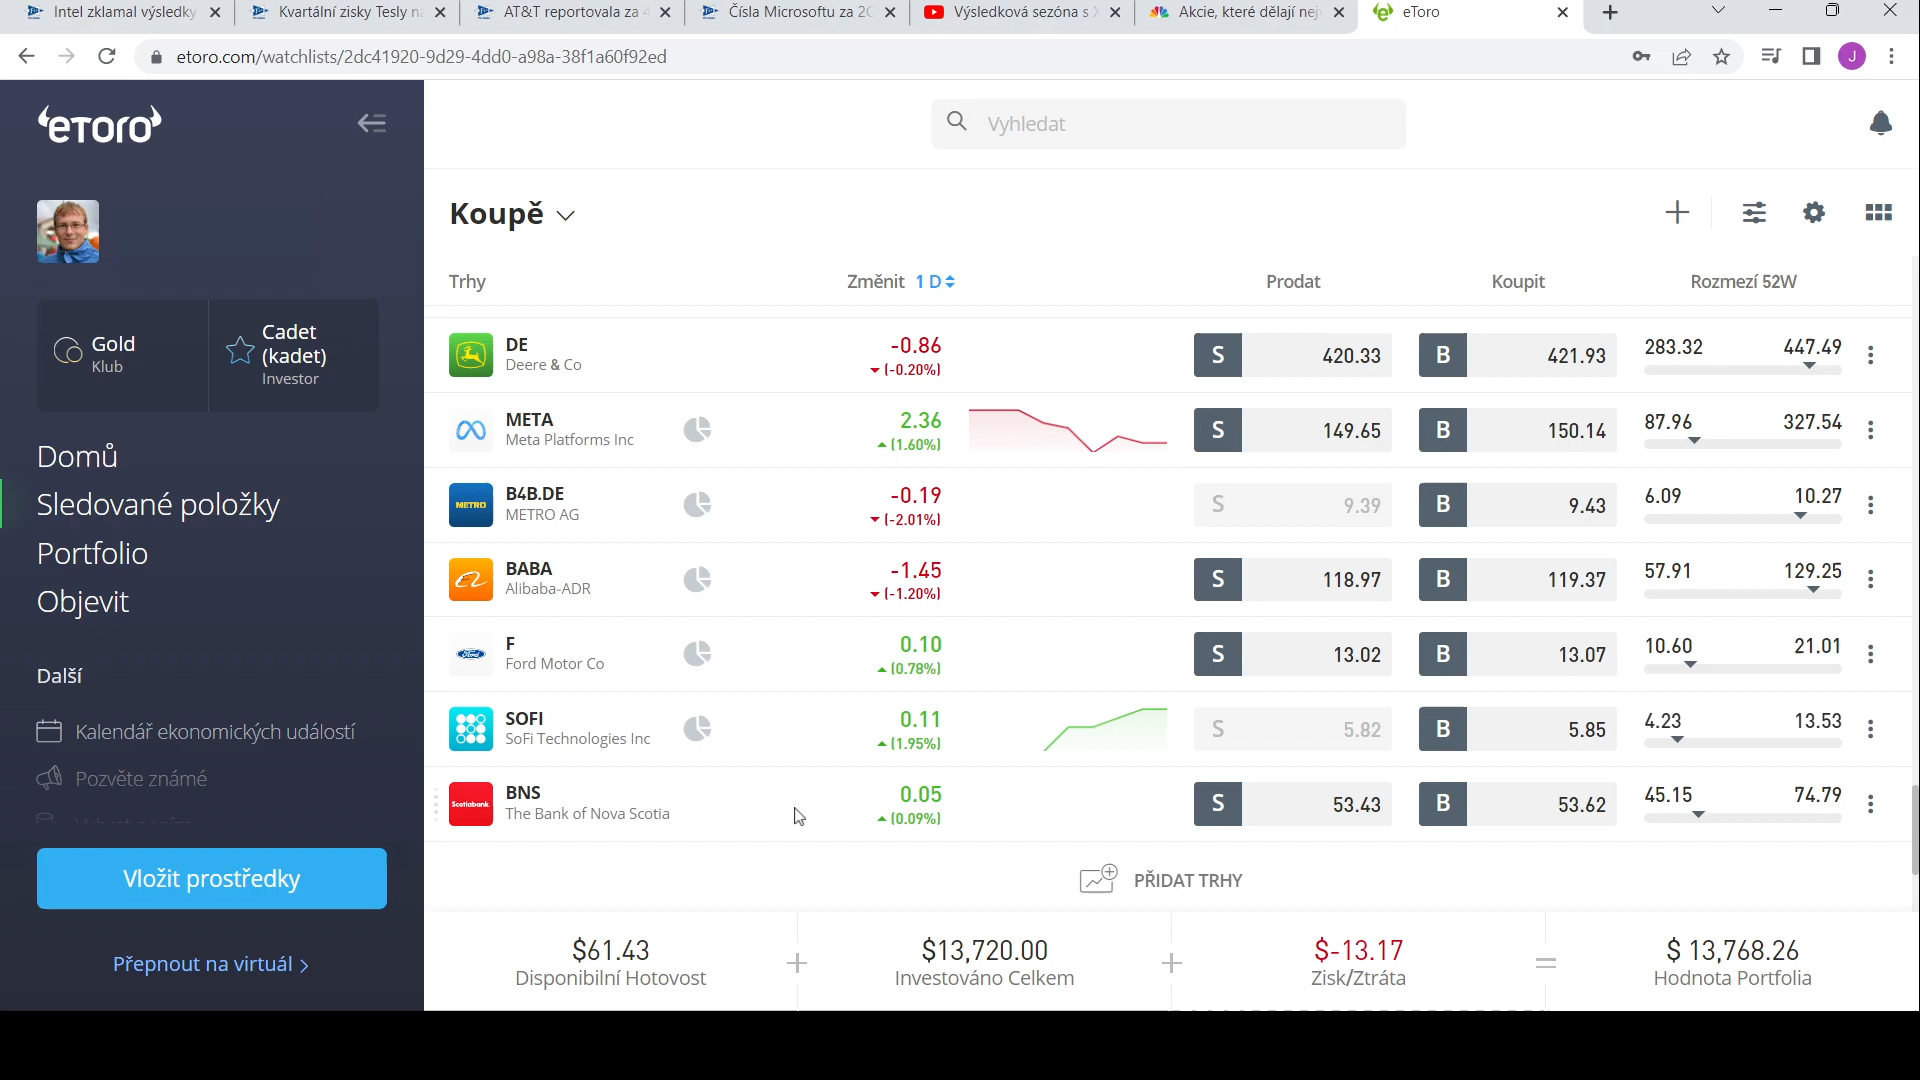 Intel zklamal výsledky
Kvartální zisky Tesly na
AT&T reportovala za 4
Čísla Microsoftu za 2Q
Výsledková sezóna s
Akcie, které dělají nej
eToro
etoro.com/watchlists/2dc41920-9d29-4dd0-a98a-38f1a60f92ed
J
eToro
Vyhledat
Gold
Klub
Cadet
(kadet)
Investor
Domů
Sledované položky
Portfolio
Objevit
Další
Kalendář ekonomických událostí
Pozvěte známé
Vložit prostředky
Přepnout na virtuál >
Koupě
Trhy Změnit 1 D Prodat Koupit Rozmezí 52W
DE -0.86 S 420.33 B 421.93 283.32 447.49
Deere & Co (-0.20%)
META 2.36 S 149.65 B 150.14 87.96 327.54
Meta Platforms Inc (1.60%)
METRO B4B.DE -0.19 S 9.39 B 9.43 6.09 10.27
METRO AG (-2.01%)
BABA -1.45 S 118.97 B 119.37 57.91 129.25
Alibaba-ADR (-1.20%)
Ford F 0.10 S 13.02 B 13.07 10.60 21.01
Ford Motor Co (0.78%)
SOFI 0.11 S 5.82 B 5.85 4.23 13.53
SoFi Technologies Inc (1.95%)
Scotiabank BNS 0.05 S 53.43 B 53.62 45.15 74.79
The Bank of Nova Scotia (0.09%)
PŘIDAT TRHY
$61.43 + $13,720.00 + $-13.17 = $ 13,768.26
Disponibilní Hotovost Investováno Celkem Zisk/Ztráta Hodnota Portfolia